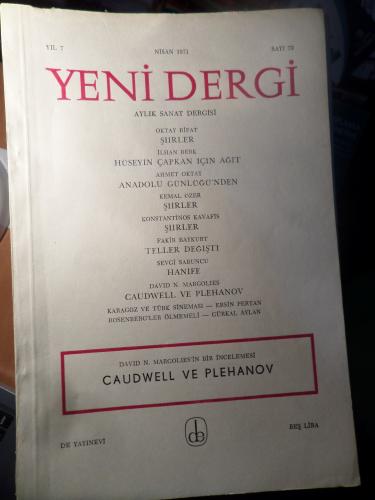 YIL 7 NİSAN 1971 SAYI 79
YENİ DERGİ
AYLIK SANAT DERGİSİ
OKTAY RİFAT
ŞİİRLER
İLHAN BERK
HÜSEYİN ÇAPKAN İÇİN AĞIT
AHMET OKTAY
ANADOLU GÜNLÜĞÜ'NDEN
KEMAL ÖZER
ŞİİRLER
KONSTANTİNOS KAVAFİS
ŞİİRLER
FAKİR BAYKURT
TELLER DEĞİŞTİ
SEVGİ SABUNCU
HANİFE
DAVID N. MARGOLIES
CAUDWELL VE PLEHANOV
KARAGÖZ VE TÜRK SİNEMASI — ERSİN PERTAN
ROSENBERG'LER ÖLMEMELİ — GÜRKAL AYLAN
DAVID N. MARGOLIES'İN BİR İNCELEMESİ
CAUDWELL VE PLEHANOV
DE YAYINEVİ de BEŞ LİRA